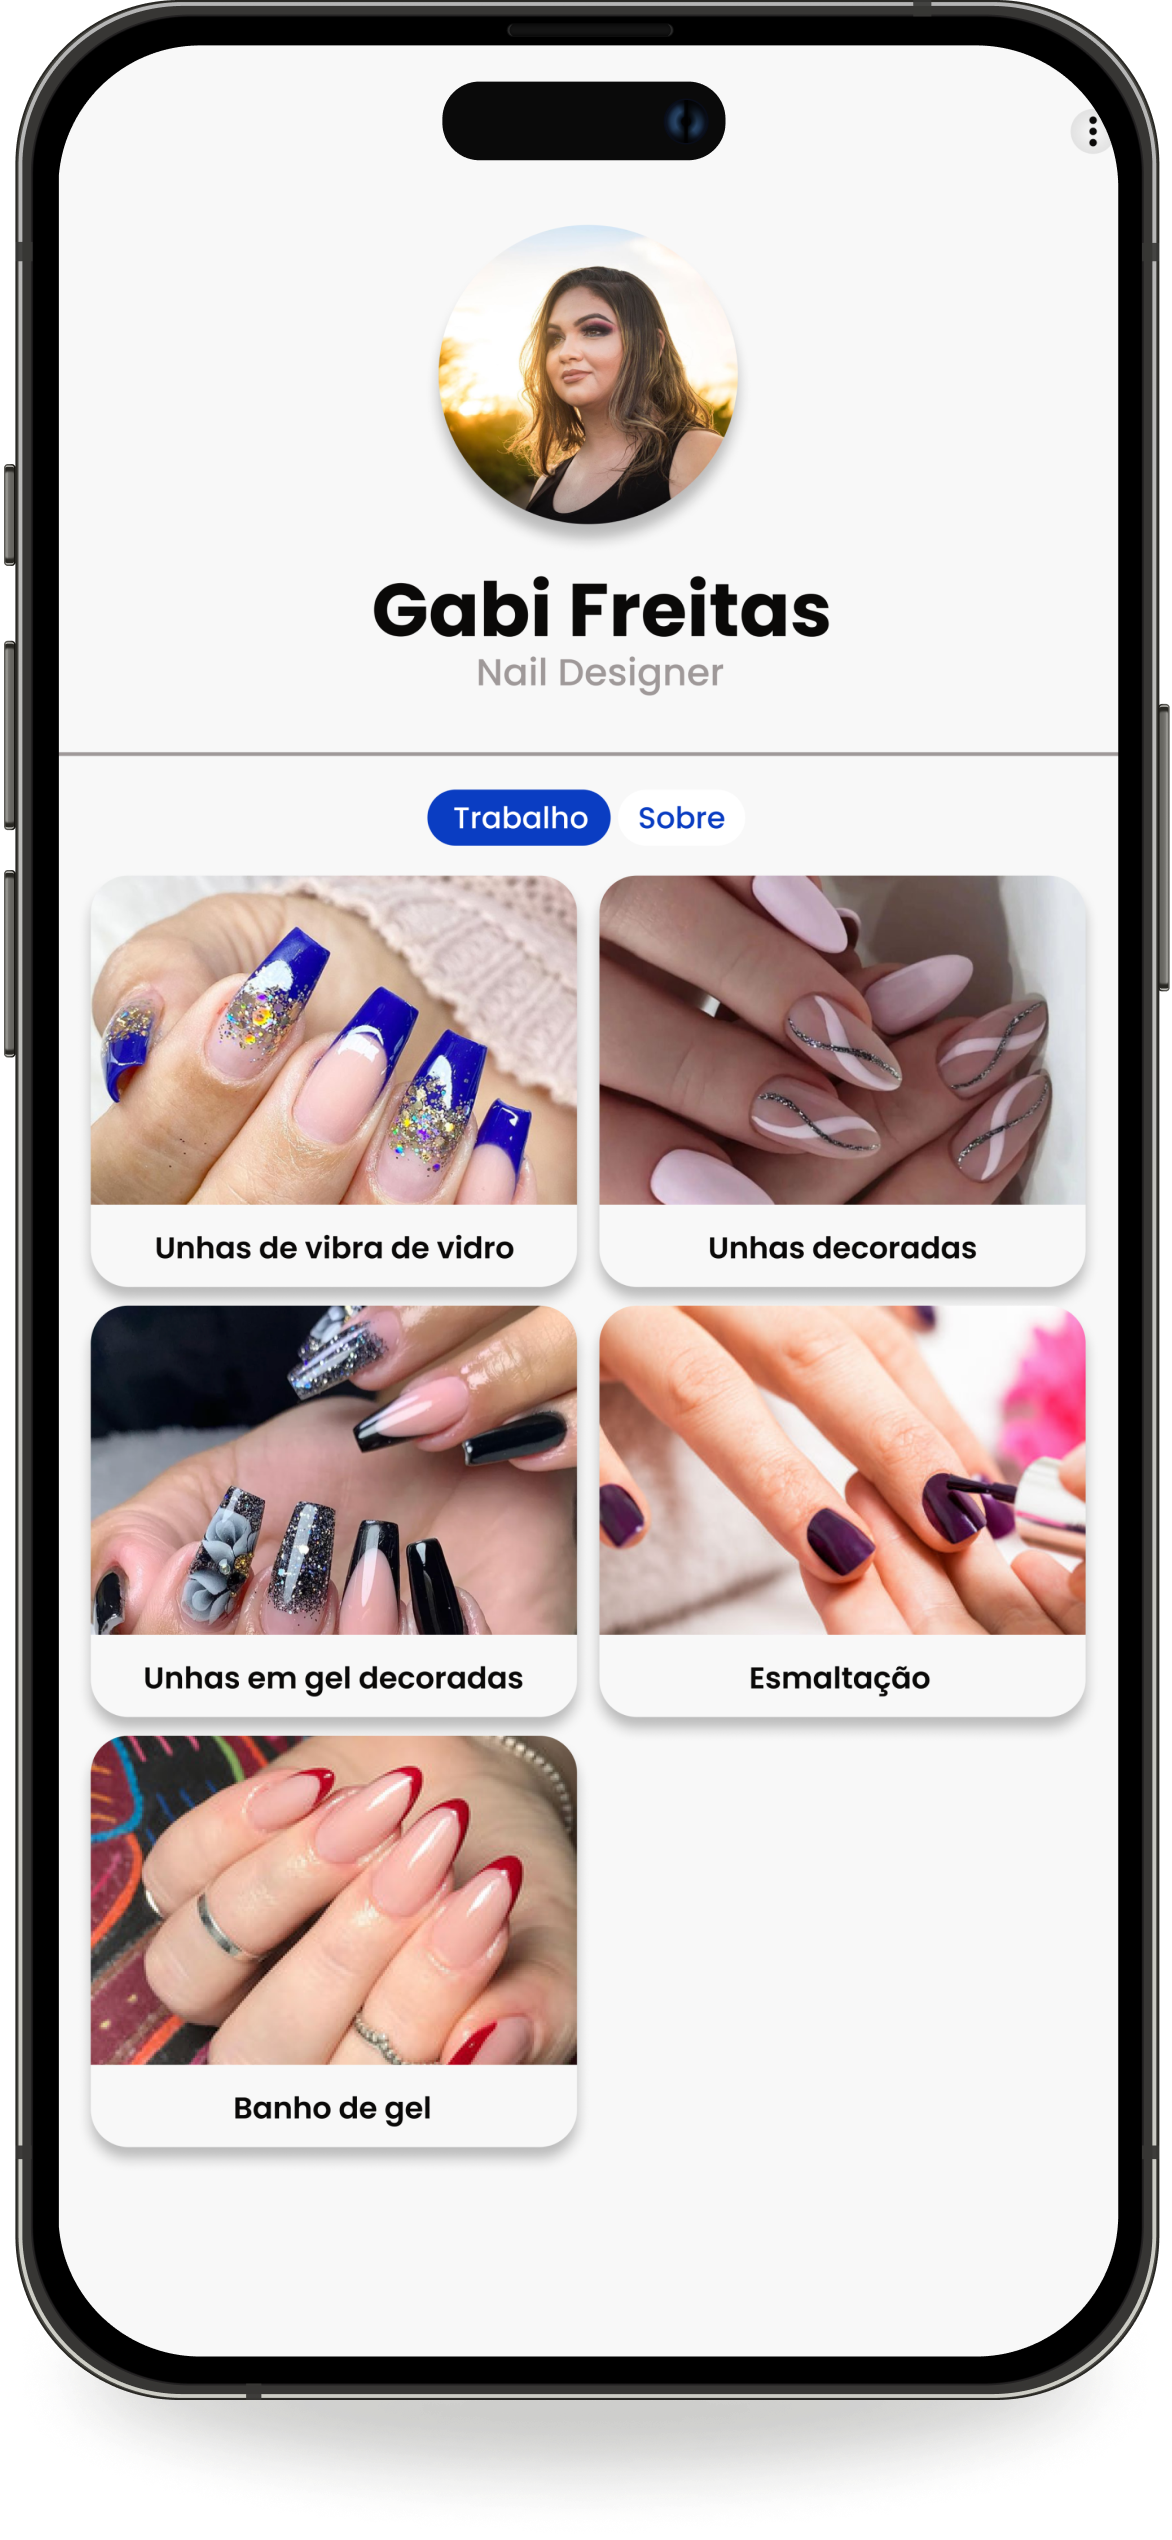 Gabi Freitas
Nail Designer
Trabalho
Sobre
Unhas de vibra de vidro
Unhas decoradas
Unhas em gel decoradas
Esmaltação
Banho de gel